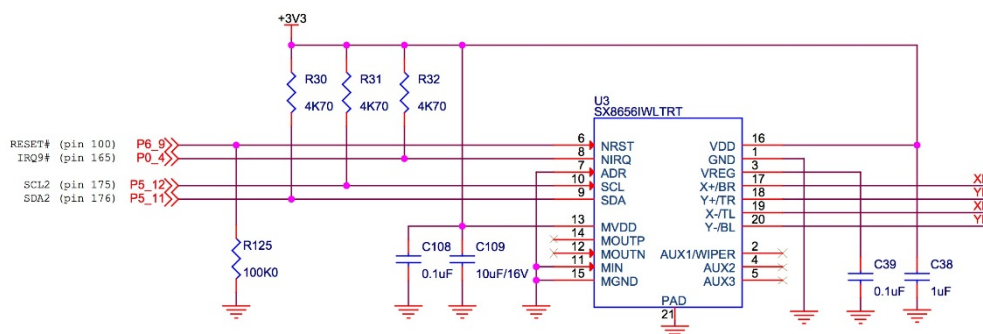 +3V3
R30
4K70
R31
4K70
R32
4K70
U3
SX8656IWLTRT
RESET# (pin 100) P6_9
IRQ9# (pin 165) P0_4
SCL2 (pin 175) P5_12
SDA2 (pin 176) P5_11
6 NRST
8 NIRQ
7 ADR
10 SCL
9 SDA
13 MVDD
14 MOUTP
12 MOUTN
11 MIN
15 MGND
VDD 16
GND 1
VREG 3
X+/BR 17
Y+/TR 18
X-/TL 19
Y-/BL 20
AUX1/WIPER 2
AUX2 4
AUX3 5
PAD
21
R125
100K0
C108
0.1uF
C109
10uF/16V
C39
0.1uF
C38
1uF